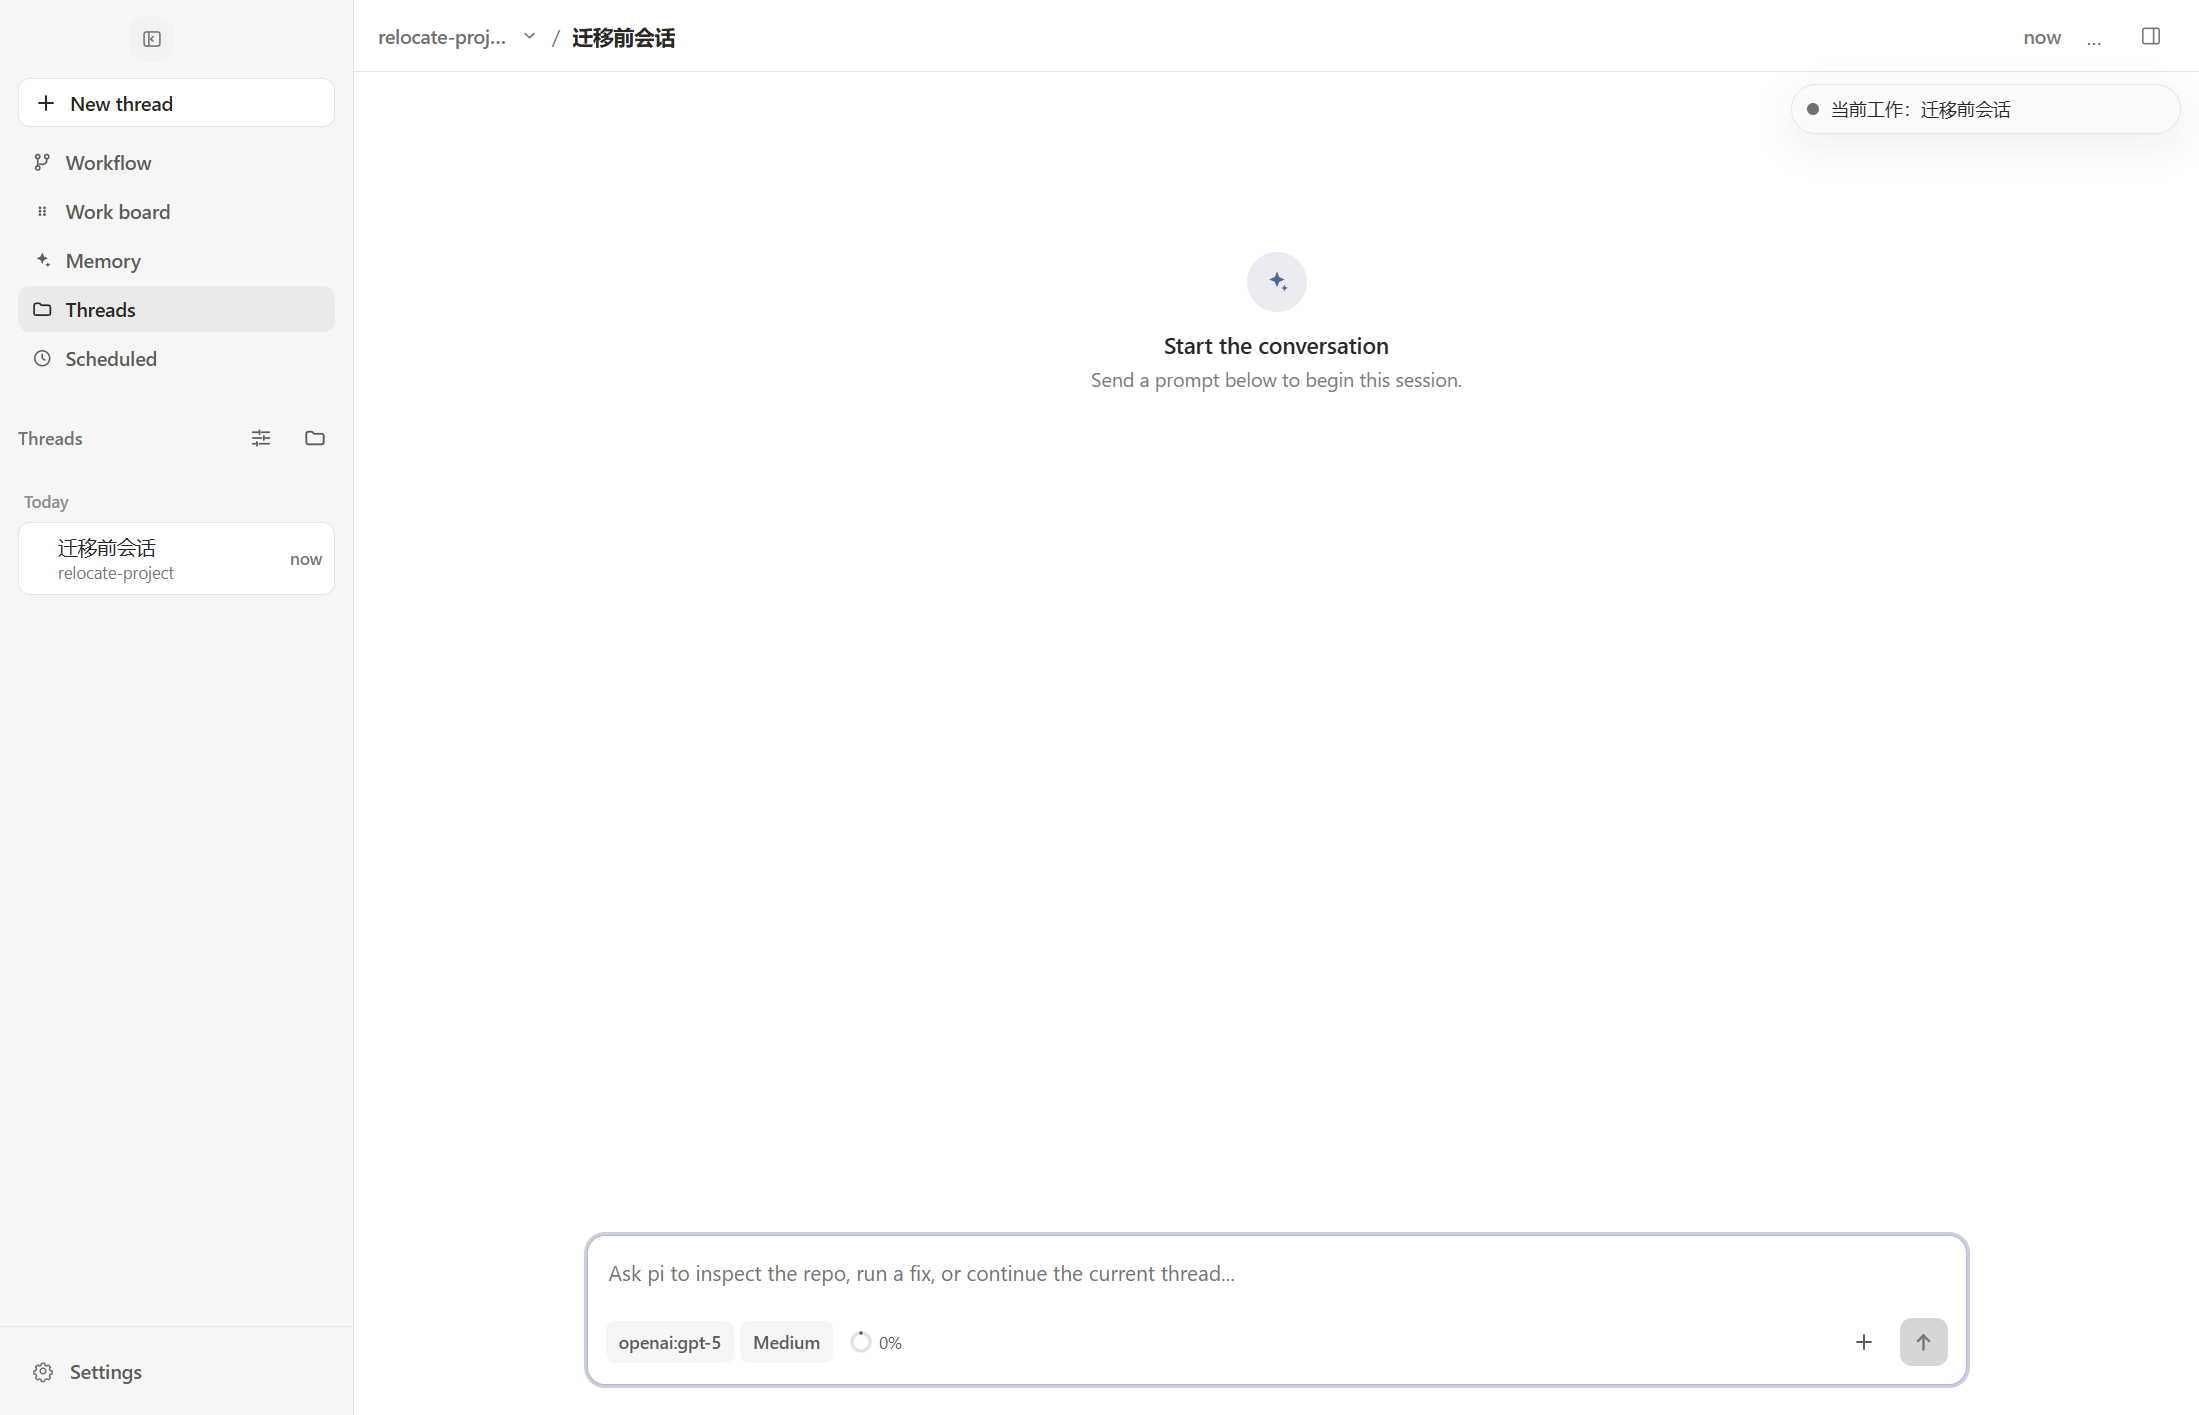 New thread
Workflow
Work board
Memory
Threads
Scheduled
Threads
Today
迁移前会话
now
relocate-project
Settings
relocate-proj... / 迁移前会话
now ...
当前工作：迁移前会话
Start the conversation
Send a prompt below to begin this session.
Ask pi to inspect the repo, run a fix, or continue the current thread...
openai:gpt-5 Medium 0%